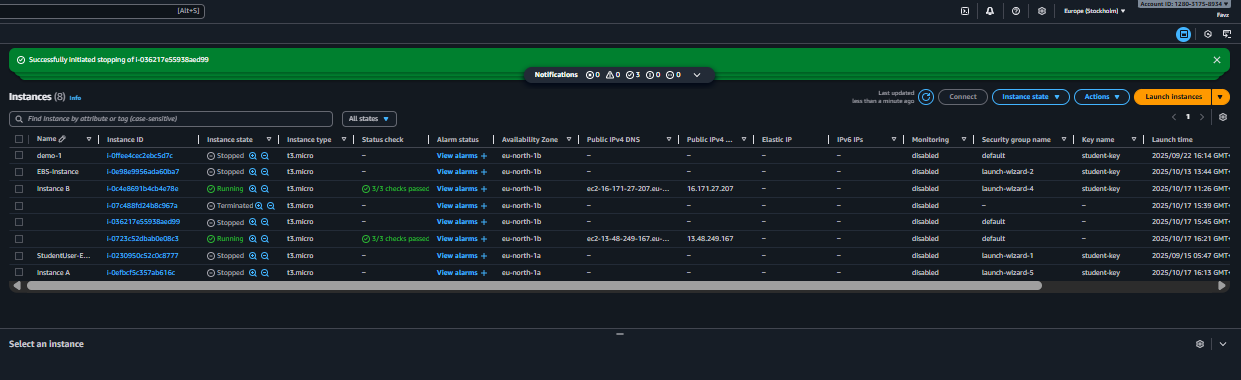 [Alt+S]
Europe (Stockholm) ▼
Account ID: 1280-3175-8934 ▼
Favz
Successfully initiated stopping of i-036217e55938aed99
Notifications 0 0 3 0 0
Instances (8) Info
Last updated
less than a minute ago
Connect
Instance state ▼
Actions ▼
Launch instances ▼
Find Instance by attribute or tag (case-sensitive)
All status ▼
1
Name Instance ID Instance state Instance type Status check Alarm status Availability Zone Public IPv4 DNS Public IPv4 ... Elastic IP IPv6 IPs Monitoring Security group name Key name Launch time
demo-1 i-0ffee4cec2ebc5d7c Stopped t3.micro – View alarms + eu-north-1b – – – – disabled default student-key 2025/09/22 16:14 GMT+
EBS-Instance i-0e98e9956ada60ba7 Stopped t3.micro – View alarms + eu-north-1b – – – – disabled launch-wizard-2 student-key 2025/10/13 13:44 GMT+
Instance B i-0c4e8691b4cb4e78e Running t3.micro 3/3 checks passed View alarms + eu-north-1b ec2-16-171-27-207.eu-... 16.171.27.207 – – disabled launch-wizard-4 student-key 2025/10/17 11:26 GMT+
i-07c488fd24b8c967a Terminated t3.micro – View alarms + eu-north-1b – – – – disabled – – 2025/10/17 15:39 GMT+
i-036217e55938aed99 Stopped t3.micro – View alarms + eu-north-1b – – – – disabled default – 2025/10/17 15:45 GMT+
i-0723c52dbab0e08c3 Running t3.micro 3/3 checks passed View alarms + eu-north-1b ec2-13-48-249-167.eu-... 13.48.249.167 – – disabled default – 2025/10/17 16:21 GMT+
StudentUser-E... i-0230950c52c0c8777 Stopped t3.micro – View alarms + eu-north-1a – – – – disabled launch-wizard-1 student-key 2025/09/15 05:47 GMT+
Instance A i-0efbcf5c357ab616c Stopped t3.micro – View alarms + eu-north-1a – – – – disabled launch-wizard-5 student-key 2025/10/17 16:13 GMT+
Select an instance